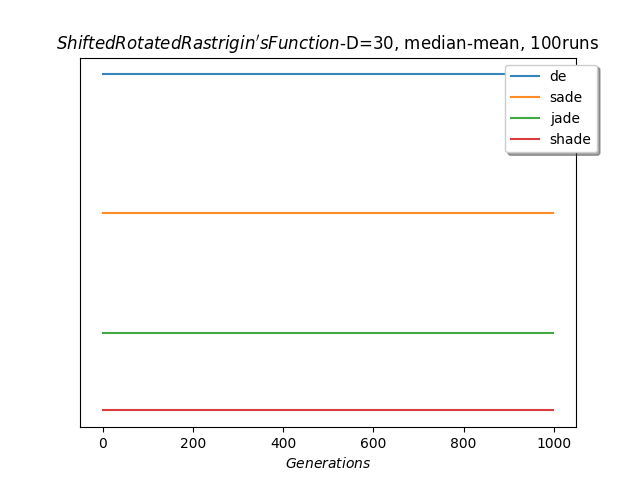 ShiftedRotatedRastrigin'sFunction-D=30, median-mean, 100runs
de
sade
jade
shade
0 200 400 600 800 1000
Generations